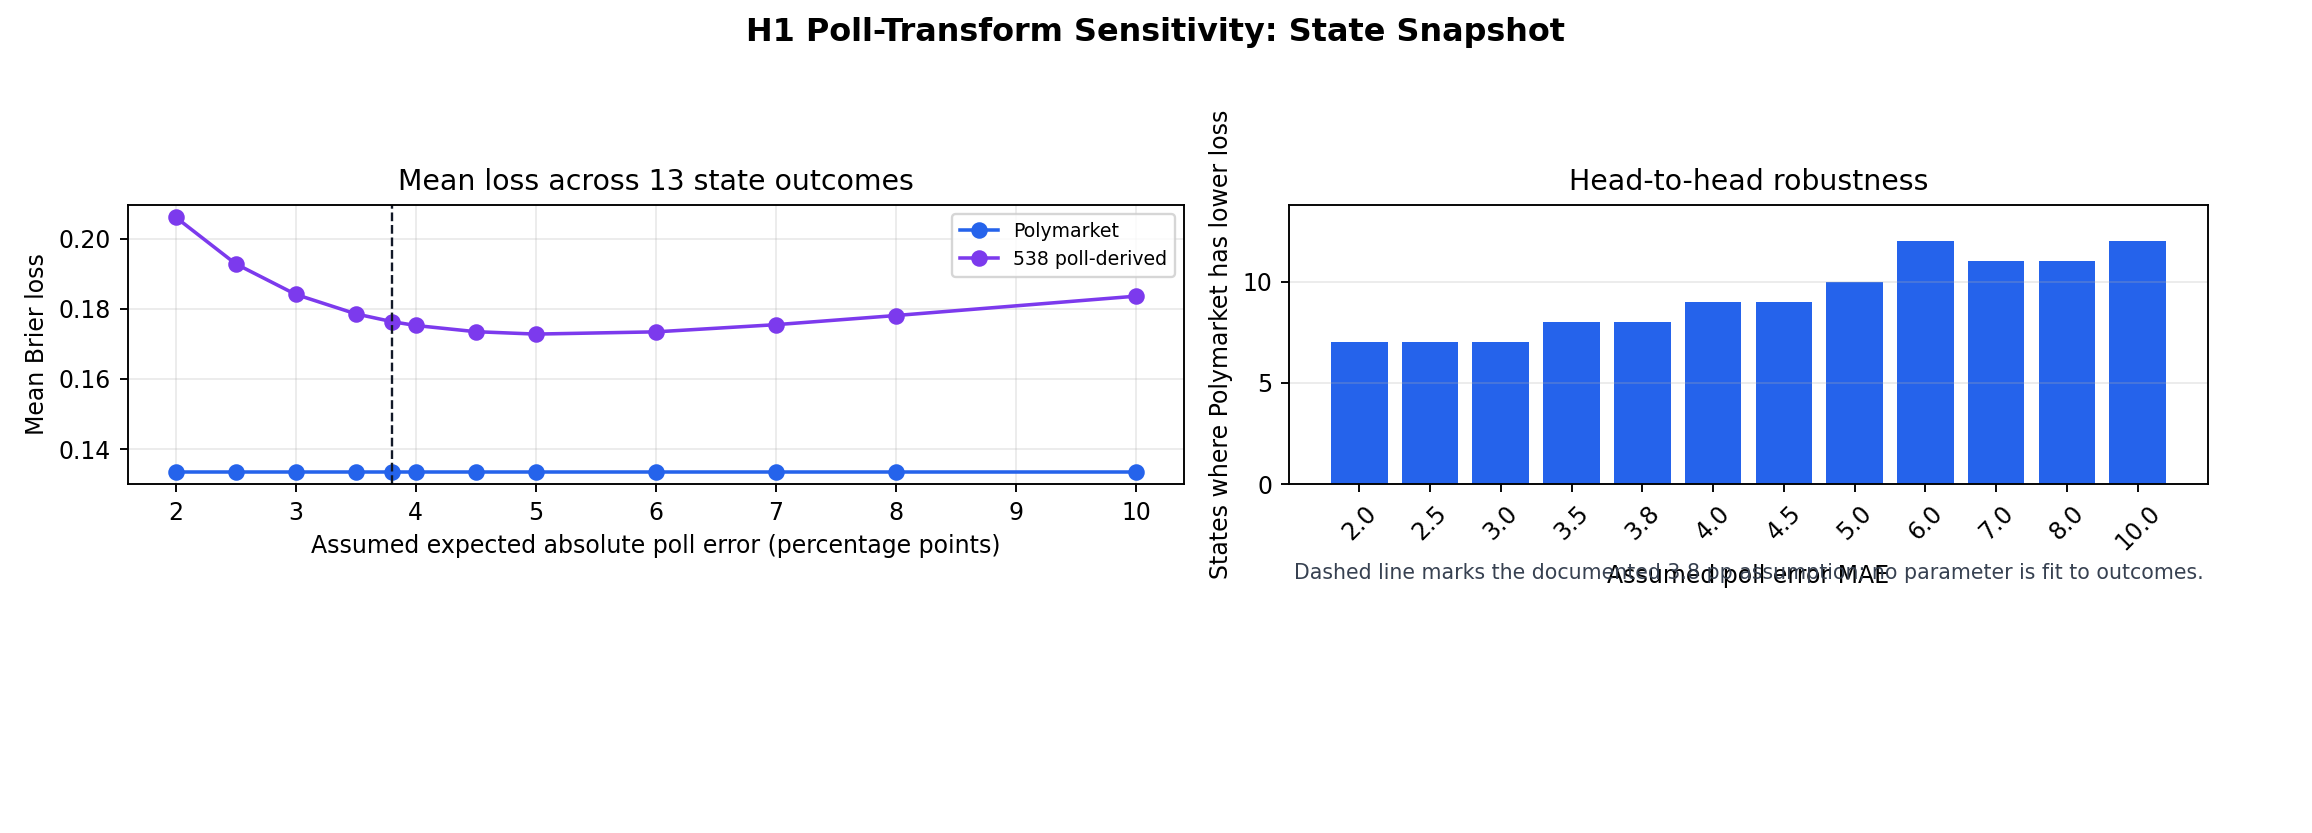 H1 Poll-Transform Sensitivity: State Snapshot
Mean loss across 13 state outcomes
Mean Brier loss
0.20
0.18
0.16
0.14
Polymarket
538 poll-derived
2 3 4 5 6 7 8 9 10
Assumed expected absolute poll error (percentage points)
Head-to-head robustness
States where Polymarket has lower loss
10
5
0
2.0 2.5 3.0 3.5 3.8 4.0 4.5 5.0 6.0 7.0 8.0 10.0
Assumed poll error MAE
Dashed line marks the documented 3.8 pp assumption; no parameter is fit to outcomes.